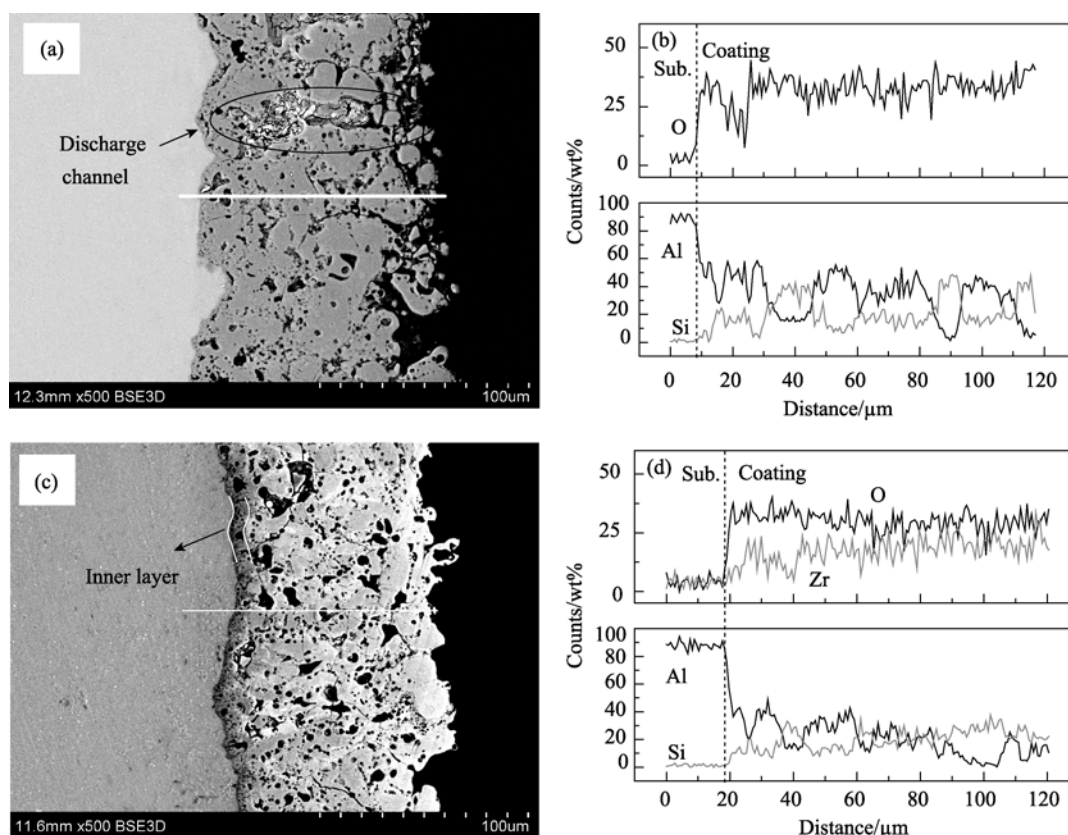 (a)
Discharge
channel
12.3mm x500 BSE3D
100um
(b)
Coating
Sub.
O
50
25
0
Al
Si
100
80
60
40
20
0
Counts/wt%
0 20 40 60 80 100 120
Distance/μm
(c)
Inner layer
11.6mm x500 BSE3D
100um
(d)
Sub.
Coating
O
Zr
50
25
0
Al
Si
100
80
60
40
20
0
Counts/wt%
0 20 40 60 80 100 120
Distance/μm